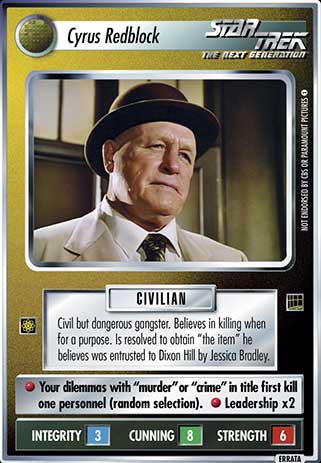 Cyrus Redblock
STAR TREK
THE NEXT GENERATION
NOT ENDORSED BY CBS OR PARAMOUNT PICTURES
CIVILIAN
Civil but dangerous gangster. Believes in killing when
for a purpose. Is resolved to obtain "the item" he
believes was entrusted to Dixon Hill by Jessica Bradley.
Your dilemmas with "murder" or "crime" in title first kill
one personnel (random selection). Leadership x2
INTEGRITY 3 CUNNING 8 STRENGTH 6
ERRATA